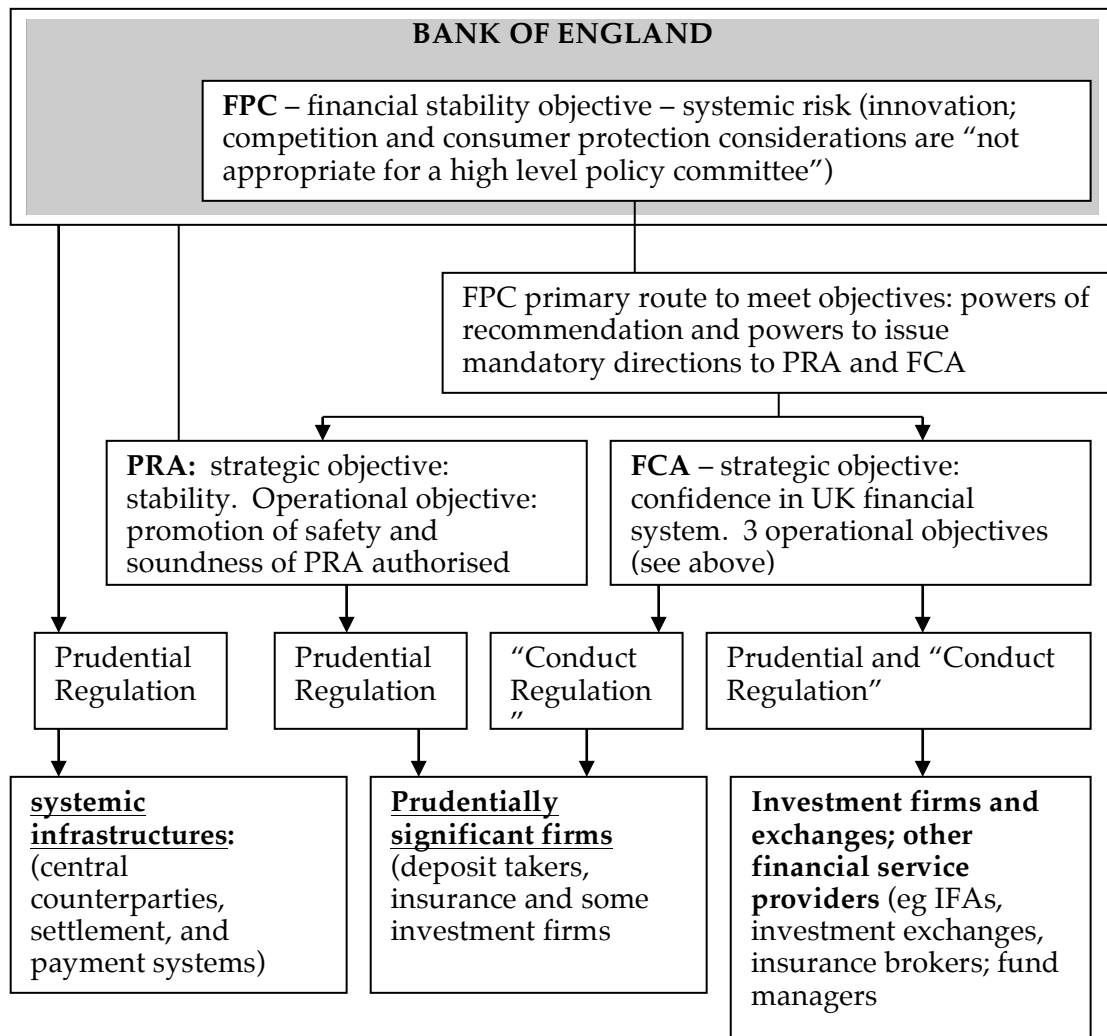 BANK OF ENGLAND
FPC – financial stability objective – systemic risk (innovation;
competition and consumer protection considerations are “not
appropriate for a high level policy committee”)
FPC primary route to meet objectives: powers of
recommendation and powers to issue
mandatory directions to PRA and FCA
PRA: strategic objective:
stability. Operational objective:
promotion of safety and
soundness of PRA authorised
FCA – strategic objective:
confidence in UK financial
system. 3 operational objectives
(see above)
Prudential
Regulation
Prudential
Regulation
“Conduct
Regulation
”
Prudential and “Conduct
Regulation”
systemic
infrastructures:
(central
counterparties,
settlement, and
payment systems)
Prudentially
significant firms
(deposit takers,
insurance and some
investment firms
Investment firms and
exchanges; other
financial service
providers (eg IFAs,
investment exchanges,
insurance brokers; fund
managers